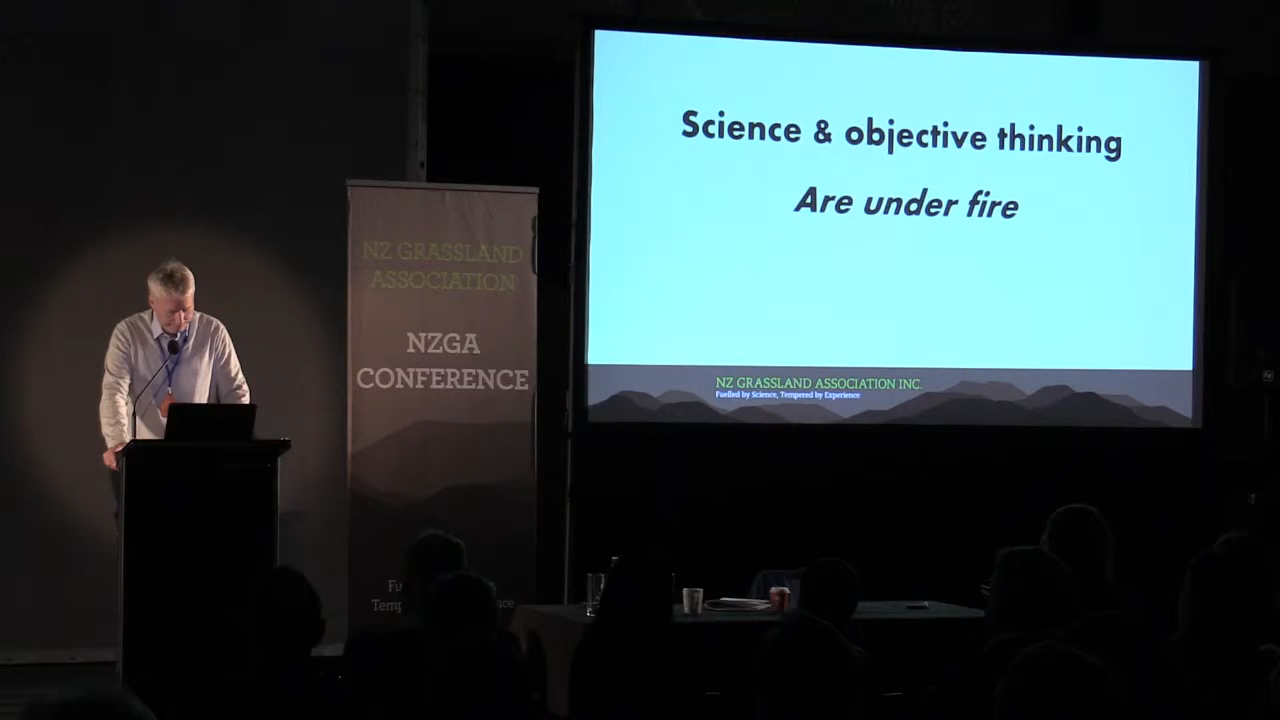 Science & objective thinking
Are under fire
NZ GRASSLAND ASSOCIATION INC.
Fuelled by Science, Tempered by Experience
NZ GRASSLAND
ASSOCIATION
NZGA
CONFERENCE